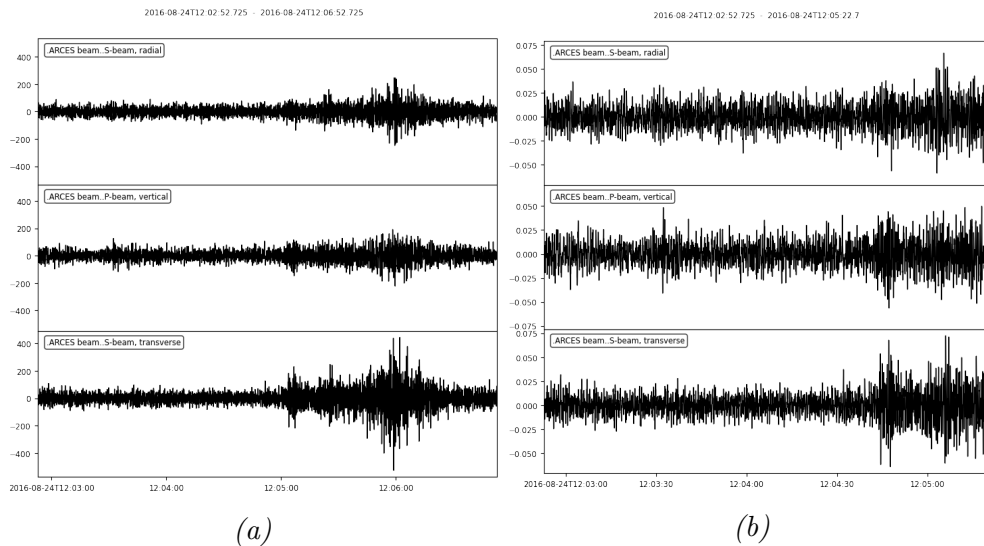 2016-08-24T12:02:52.725 - 2016-08-24T12:06:52.725
.ARCES beam..S-beam, radial
400
200
0
−200
−400
.ARCES beam..P-beam, vertical
400
200
0
−200
−400
.ARCES beam..S-beam, transverse
400
200
0
−200
−400
2016-08-24T12:03:00 12:04:00 12:05:00 12:06:00
(a)
2016-08-24T12:02:52.725 - 2016-08-24T12:05:22.7
.ARCES beam..S-beam, radial
0.075
0.050
0.025
0.000
−0.025
−0.050
.ARCES beam..P-beam, vertical
0.050
0.025
0.000
−0.025
−0.050
−0.075
.ARCES beam..S-beam, transverse
0.075
0.050
0.025
0.000
−0.025
−0.050
2016-08-24T12:03:00 12:03:30 12:04:00 12:04:30 12:05:00
(b)